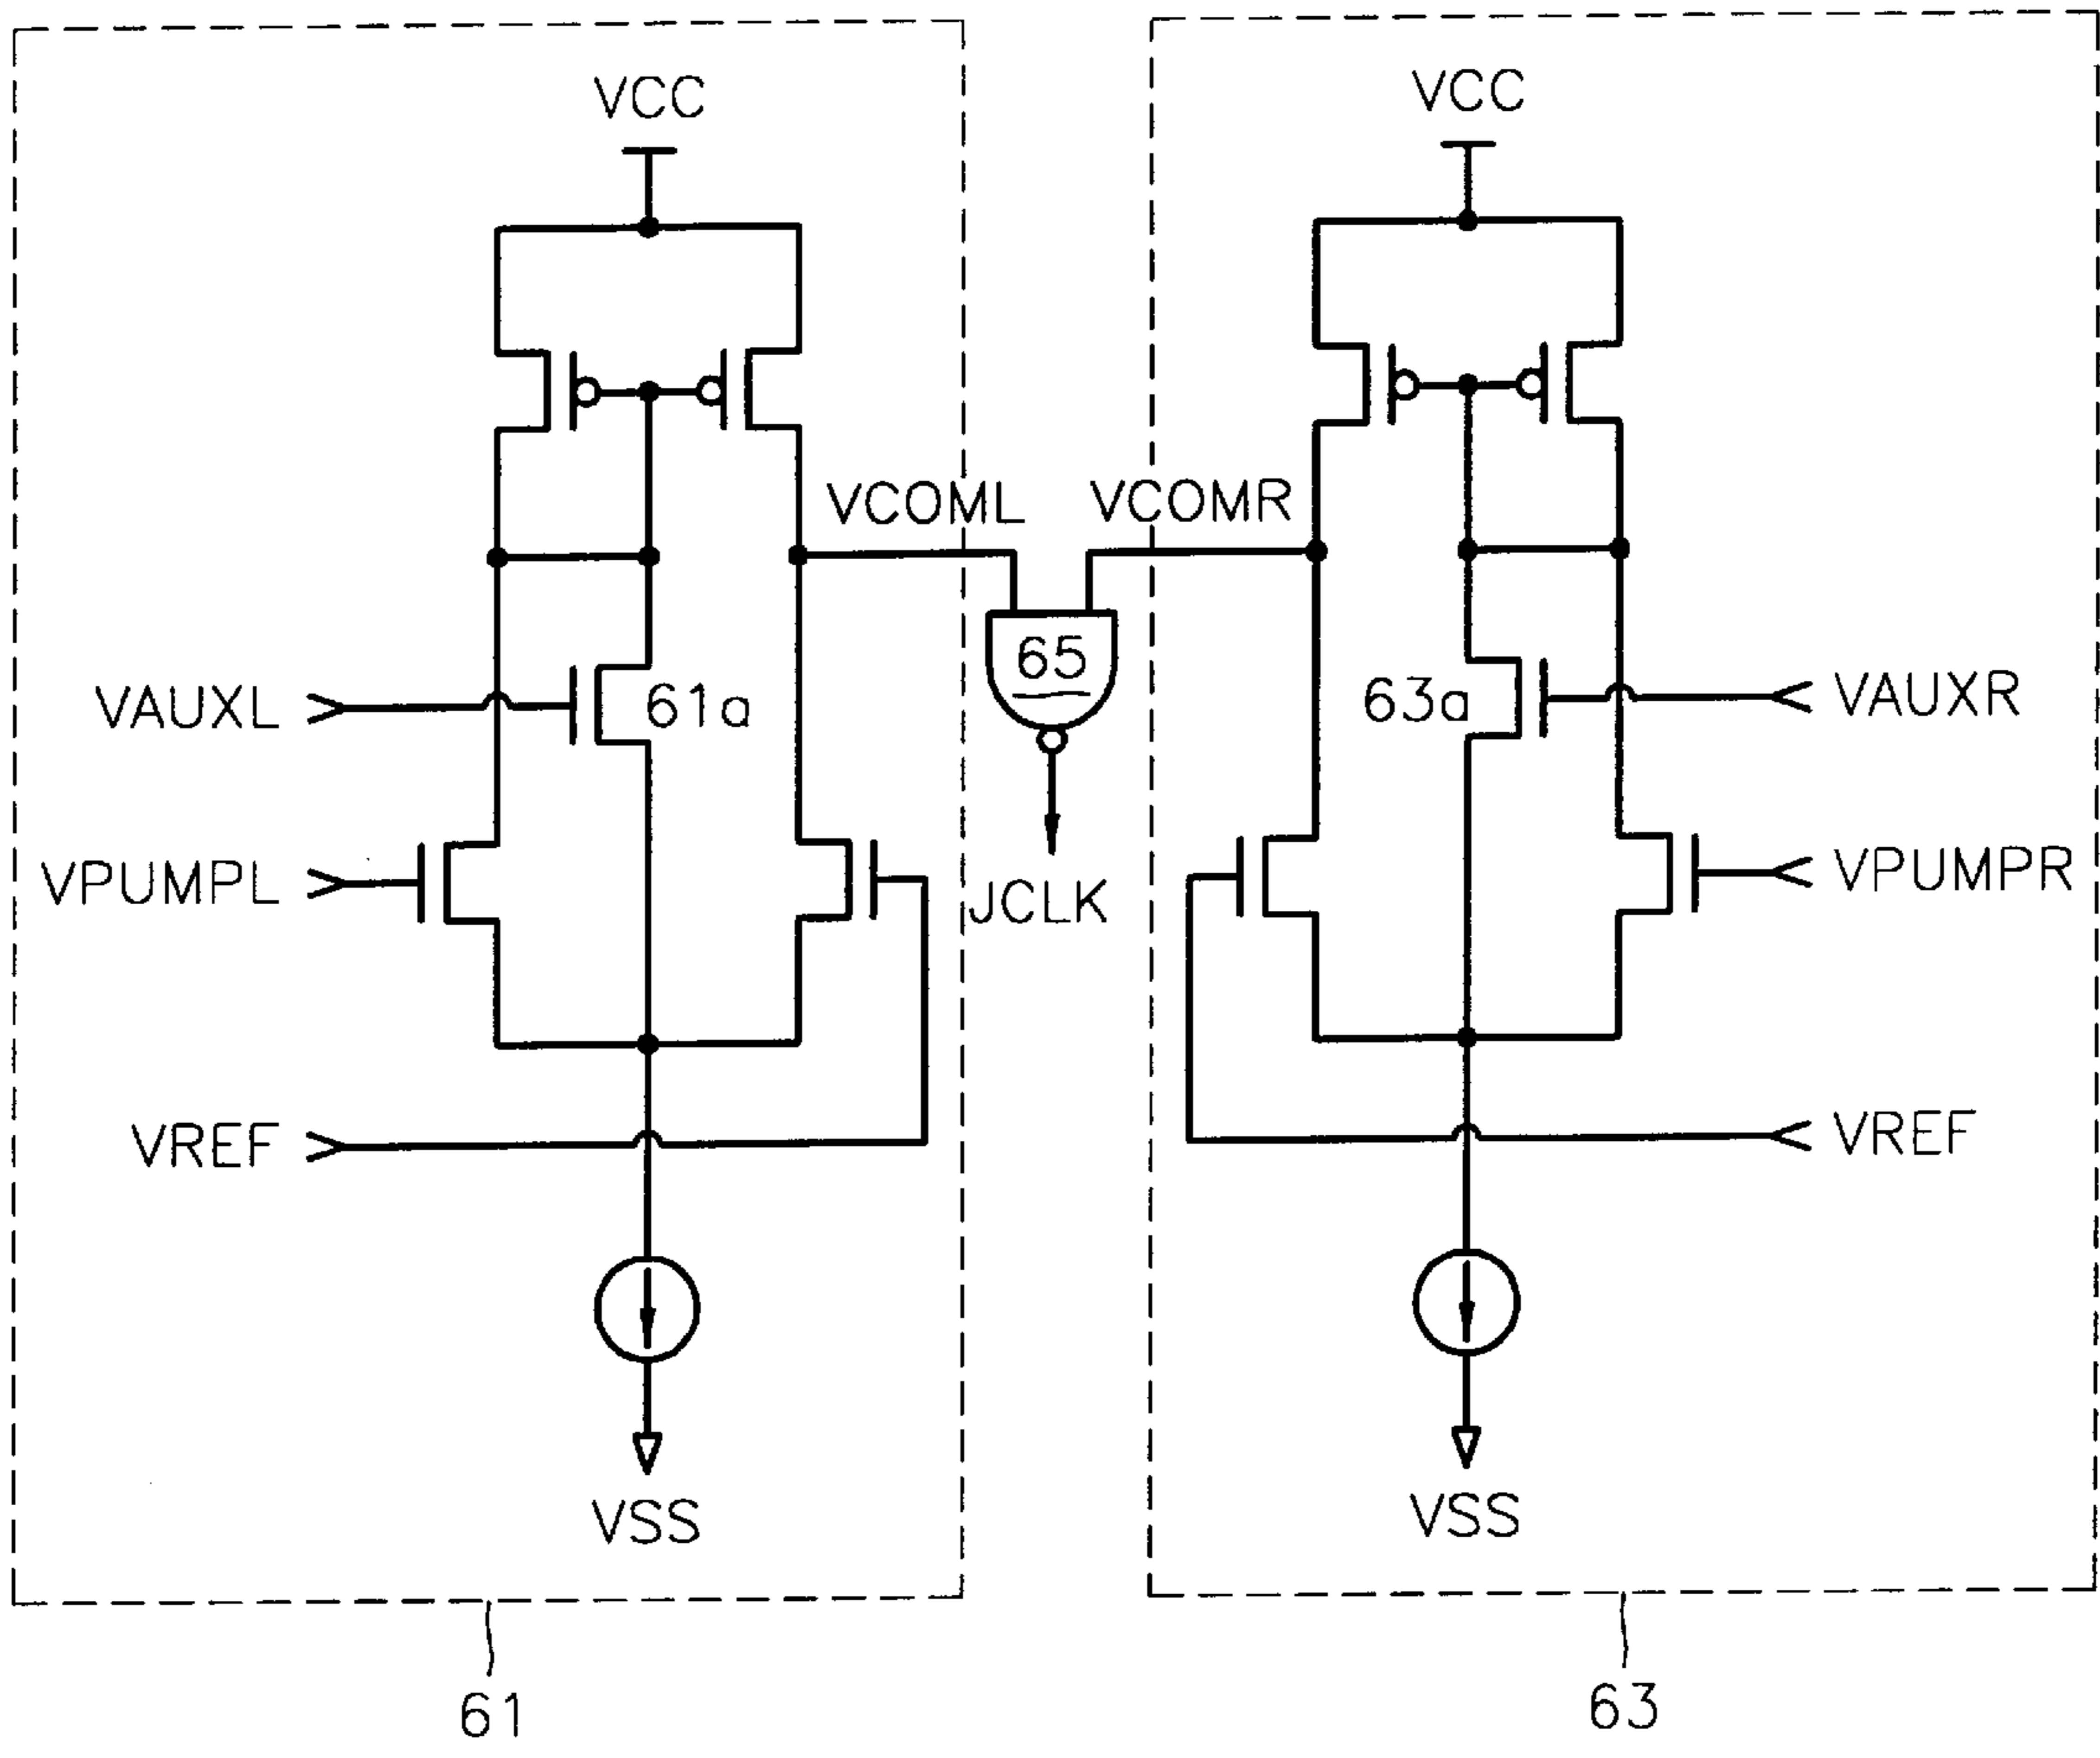 VCC
VCC
VCOML
VCOMR
65
VAUXL
61a
63a
VAUXR
VPUMPL
JCLK
VPUMPR
VREF
VREF
VSS
VSS
61
63